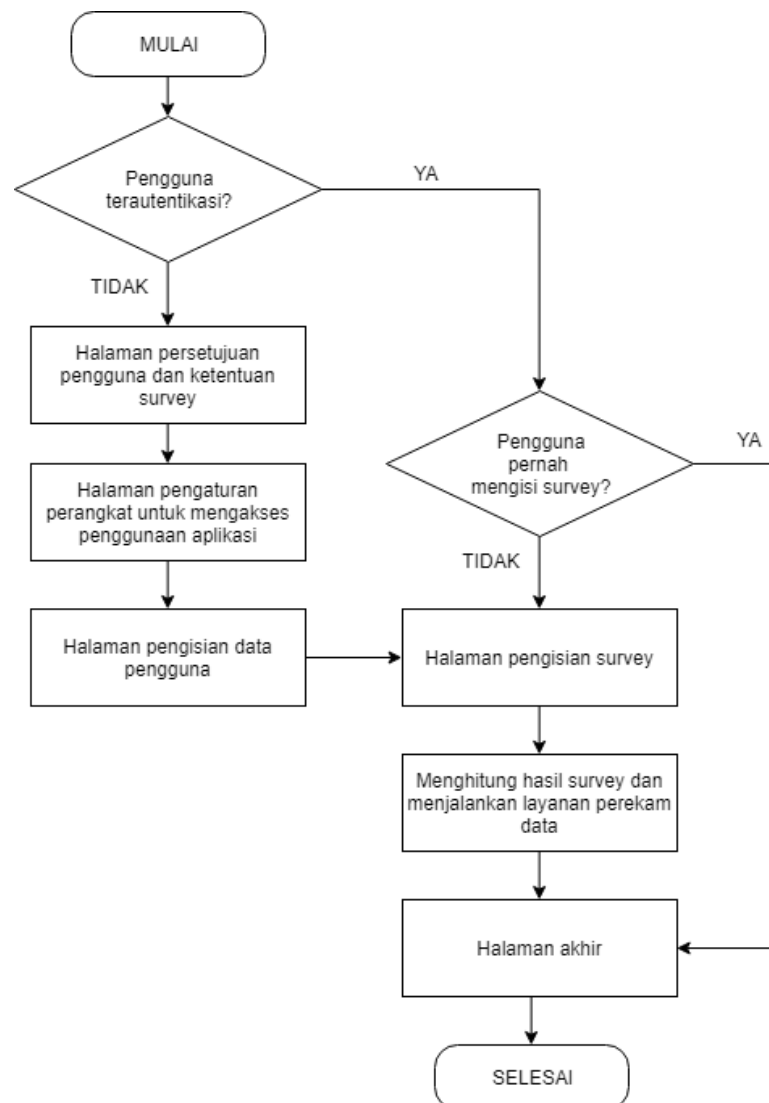 MULAI
Pengguna
terautentikasi?
YA
TIDAK
Halaman persetujuan
pengguna dan ketentuan
survey
Pengguna
pernah
mengisi survey?
YA
Halaman pengaturan
perangkat untuk mengakses
penggunaan aplikasi
TIDAK
Halaman pengisian data
pengguna
Halaman pengisian survey
Menghitung hasil survey dan
menjalankan layanan perekam
data
Halaman akhir
SELESAI